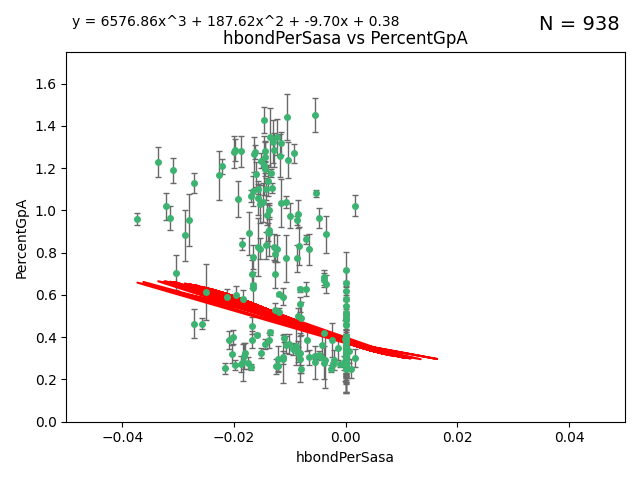 y = 6576.86x^3 + 187.62x^2 + -9.70x + 0.38
N = 938
hbondPerSasa vs PercentGpA
PercentGpA
1.6
1.4
1.2
1.0
0.8
0.6
0.4
0.2
0.0
−0.04 −0.02 0.00 0.02 0.04
hbondPerSasa